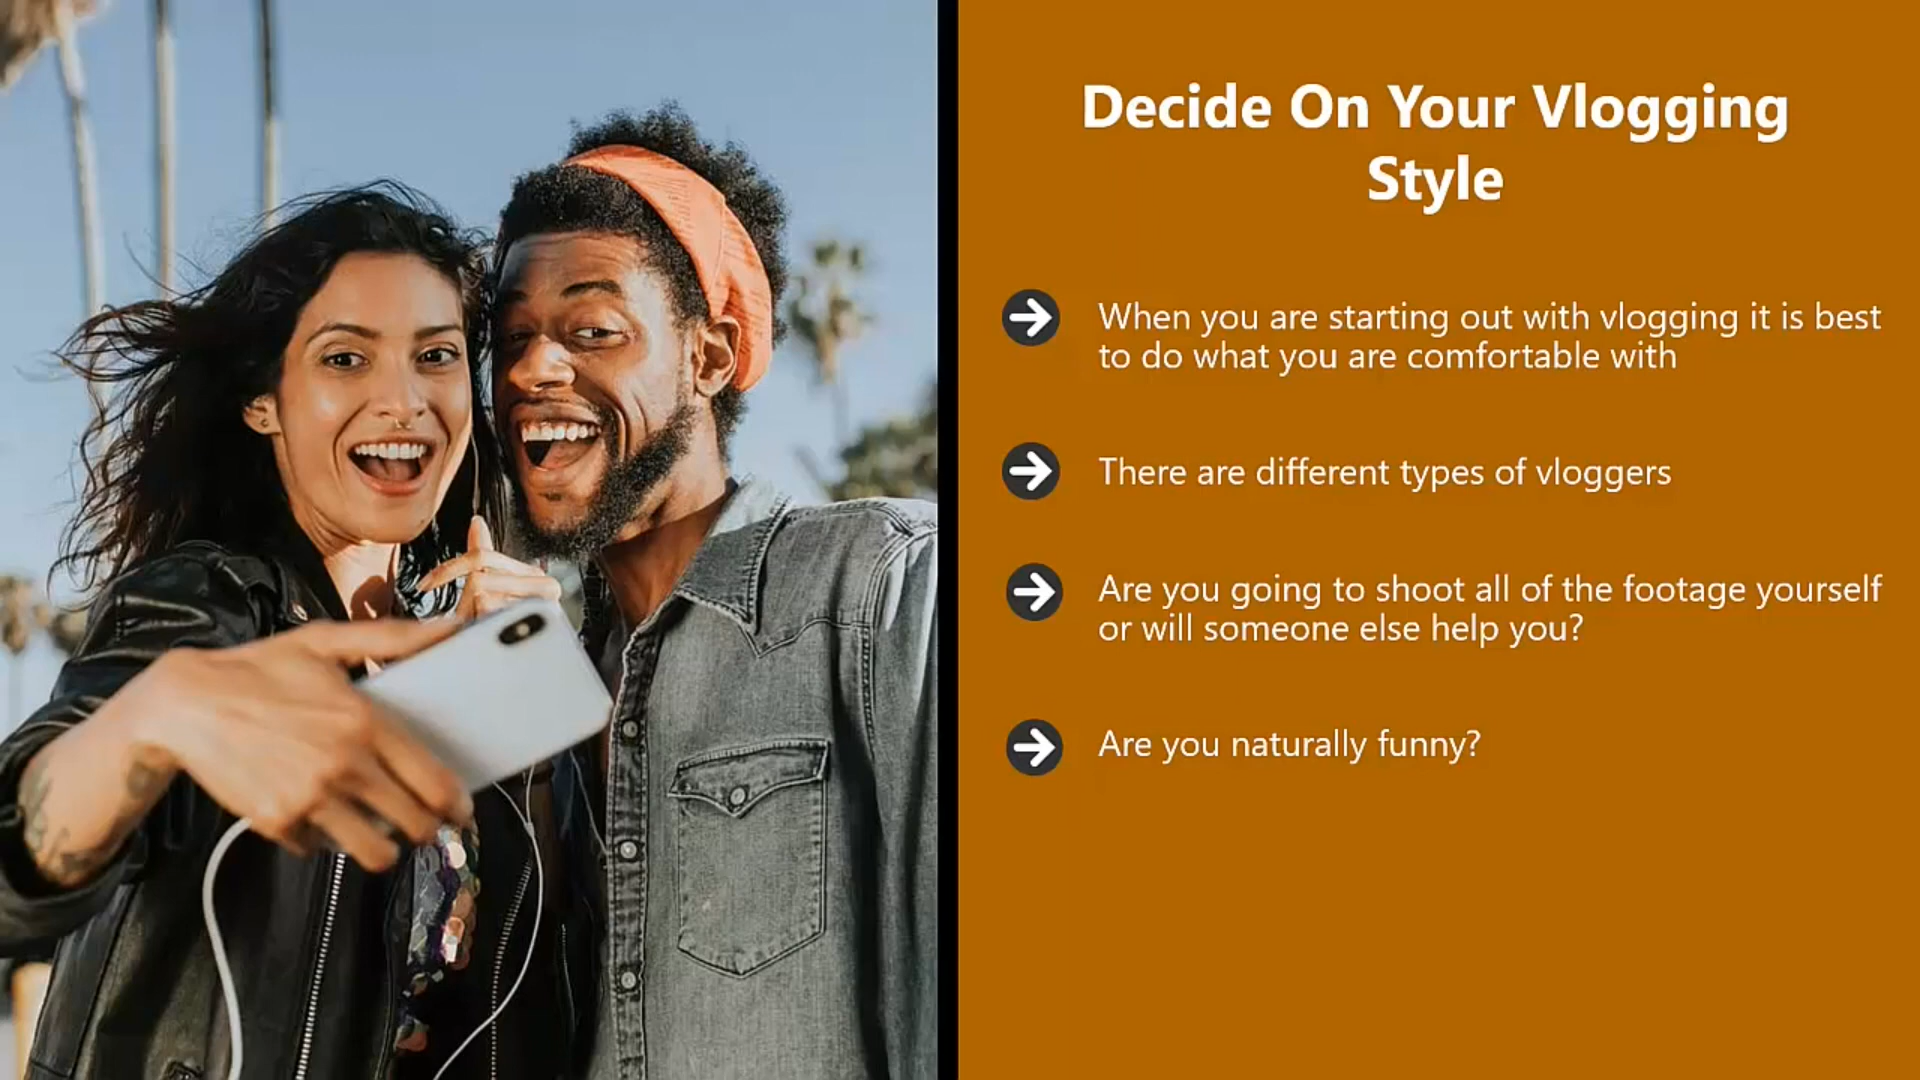 Decide On Your Vlogging
Style
When you are starting out with vlogging it is best
to do what you are comfortable with
There are different types of vloggers
Are you going to shoot all of the footage yourself
or will someone else help you?
Are you naturally funny?